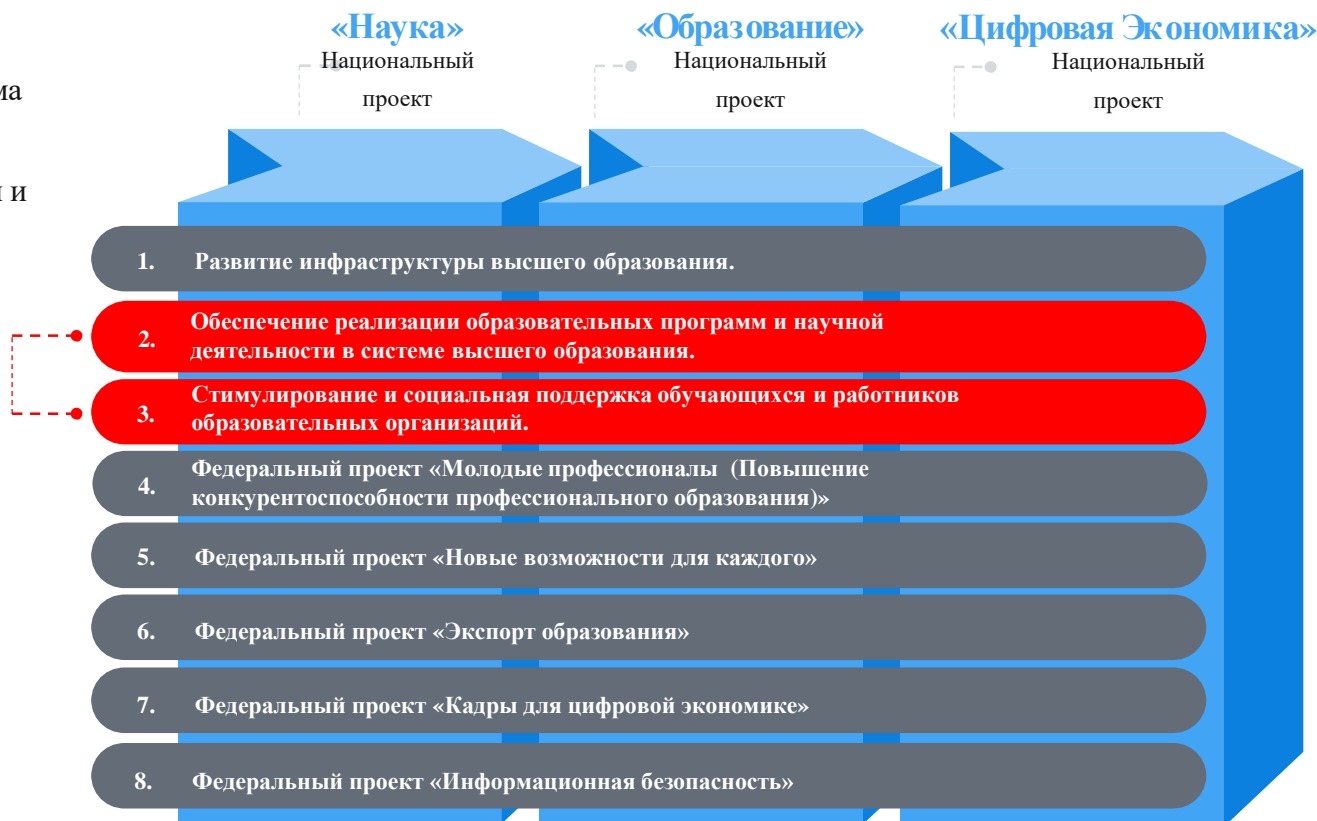 «Наука»
Национальный
проект
«Образование»
Национальный
проект
«Цифровая Экономика»
Национальный
проект
ма
и и
1. Развитие инфраструктуры высшего образования.
2. Обеспечение реализации образовательных программ и научной
деятельности в системе высшего образования.
3. Стимулирование и социальная поддержка обучающихся и работников
образовательных организаций.
4. Федеральный проект «Молодые профессионалы (Повышение
конкурентоспособности профессионального образования)»
5. Федеральный проект «Новые возможности для каждого»
6. Федеральный проект «Экспорт образования»
7. Федеральный проект «Кадры для цифровой экономике»
8. Федеральный проект «Информационная безопасность»